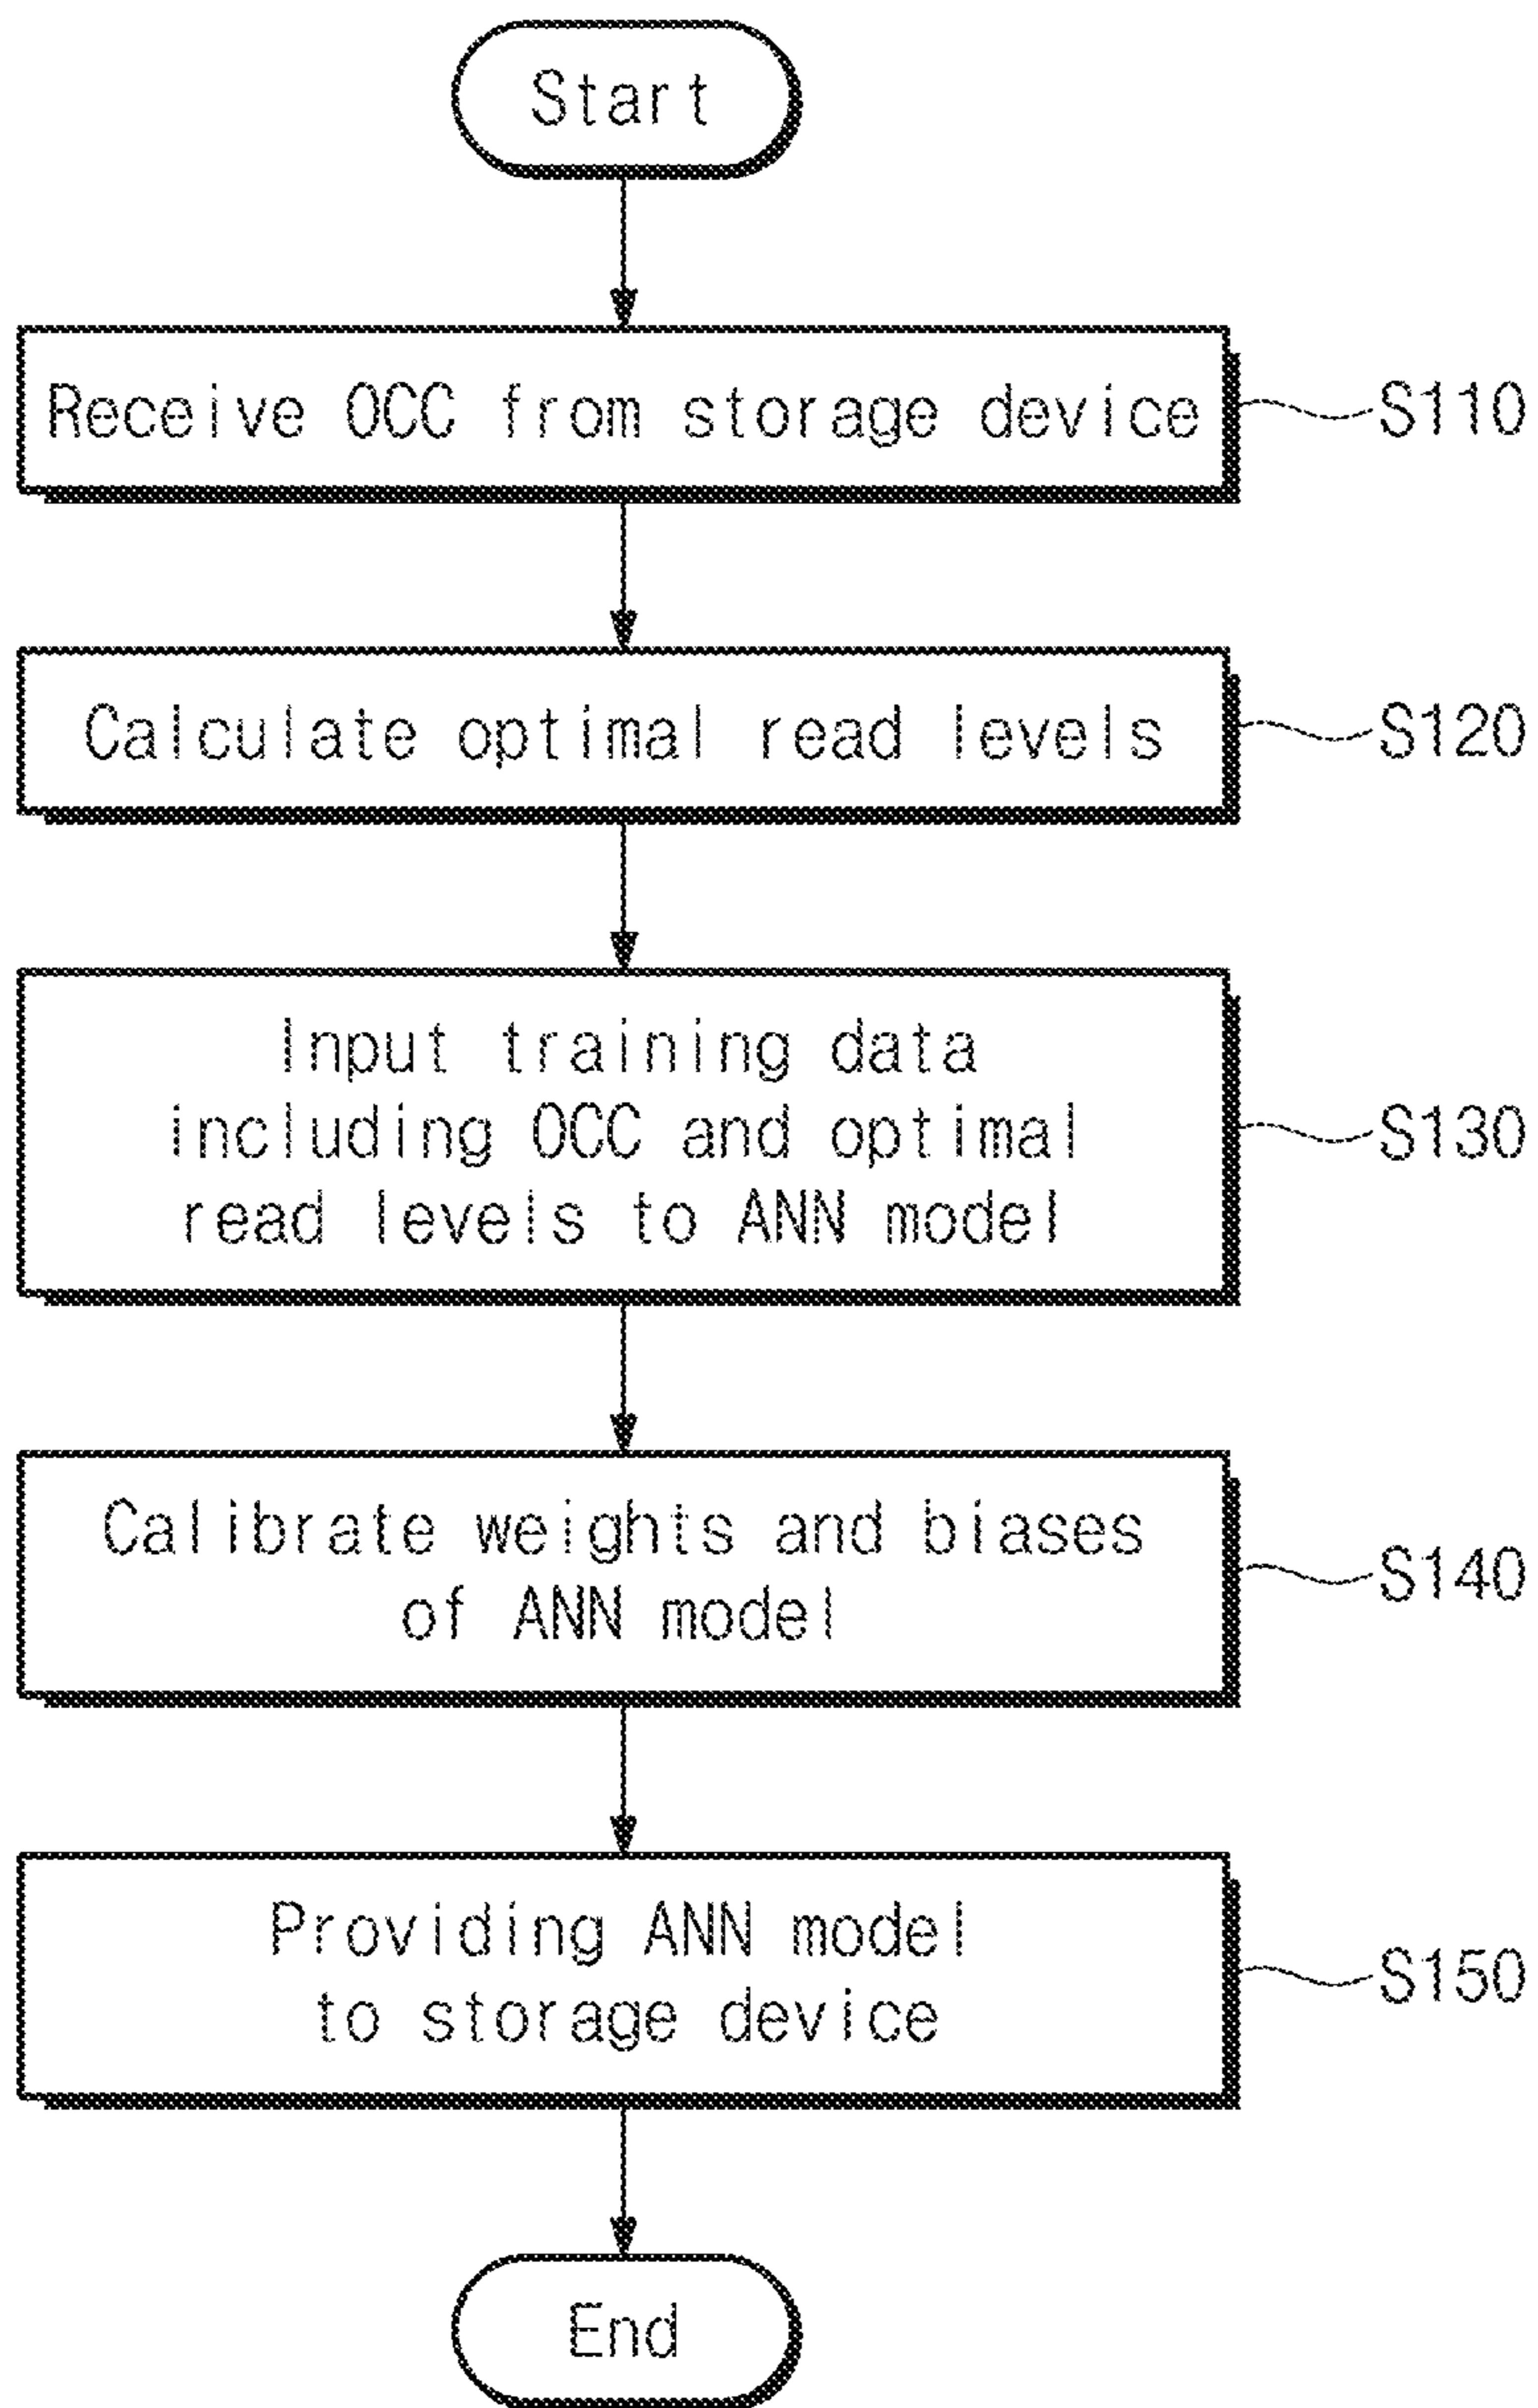 Start
Receive OCC from storage device
S110
Calculate optimal read levels
S120
Input training data
including OCC and optimal
read levels to ANN model
S130
Calibrate weights and biases
of ANN model
S140
Providing ANN model
to storage device
S150
End